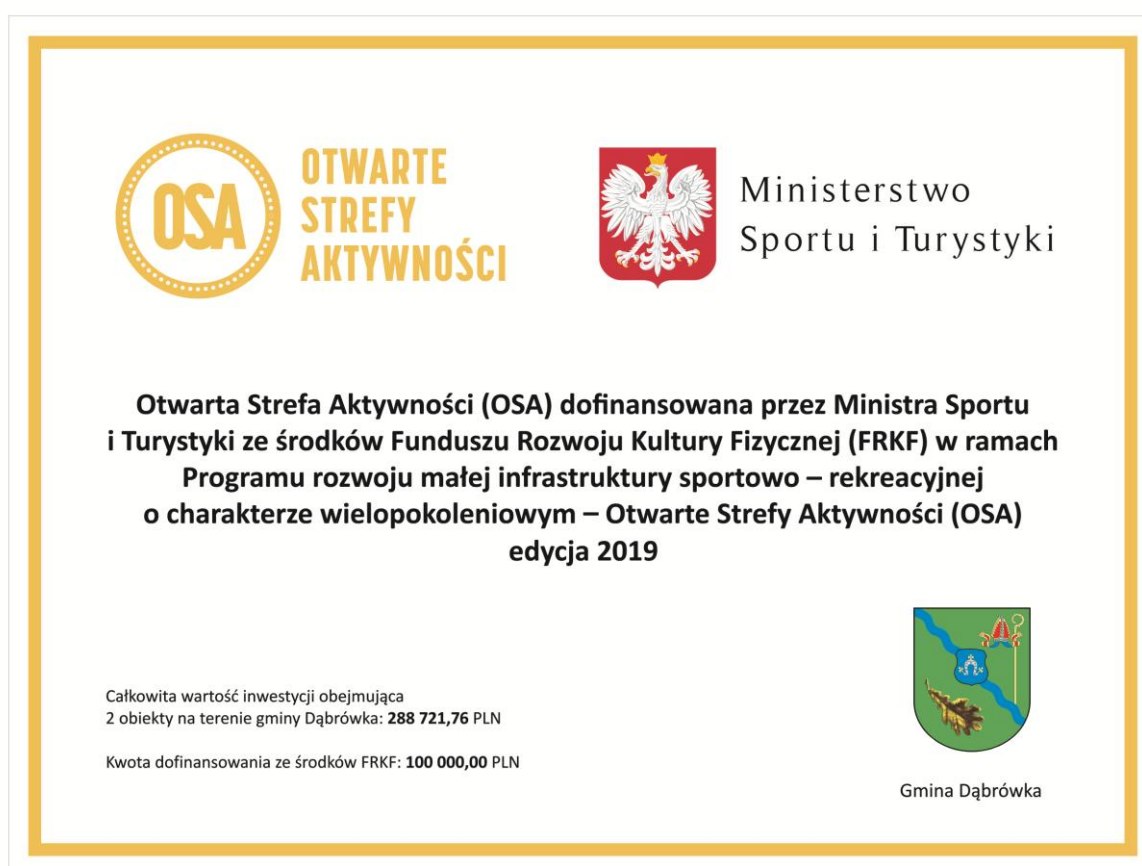 OSA
OTWARTE
STREFY
AKTYWNOŚCI
Ministerstwo
Sportu i Turystyki
Otwarta Strefa Aktywności (OSA) dofinansowana przez Ministra Sportu
i Turystyki ze środków Funduszu Rozwoju Kultury Fizycznej (FRKF) w ramach
Programu rozwoju małej infrastruktury sportowo – rekreacyjnej
o charakterze wielopokoleniowym – Otwarte Strefy Aktywności (OSA)
edycja 2019
Całkowita wartość inwestycji obejmująca
2 obiekty na terenie gminy Dąbrówka: 288 721,76 PLN
Kwota dofinansowania ze środków FRKF: 100 000,00 PLN
Gmina Dąbrówka